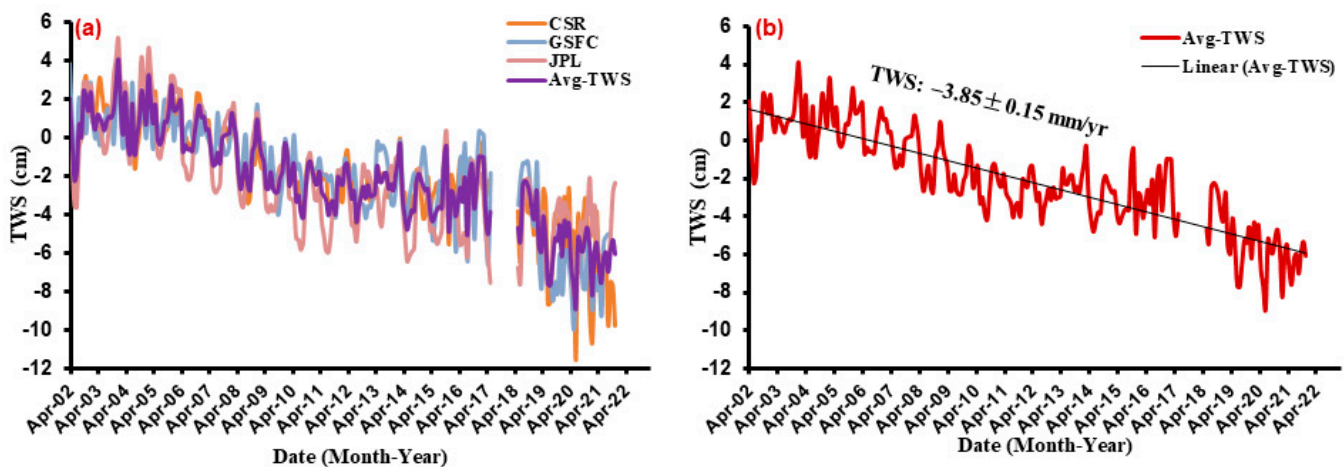 (a)
CSR
GSFC
JPL
Avg-TWS
TWS (cm)
6
4
2
0
-2
-4
-6
-8
-10
-12
Apr-02
Apr-03
Apr-04
Apr-05
Apr-06
Apr-07
Apr-08
Apr-09
Apr-10
Apr-11
Apr-12
Apr-13
Apr-14
Apr-15
Apr-16
Apr-17
Apr-18
Apr-19
Apr-20
Apr-21
Apr-22
Date (Month-Year)
(b)
Avg-TWS
Linear (Avg-TWS)
TWS: −3.85 ± 0.15 mm/yr
TWS (cm)
6
4
2
0
-2
-4
-6
-8
-10
-12
Apr-02
Apr-03
Apr-04
Apr-05
Apr-06
Apr-07
Apr-08
Apr-09
Apr-10
Apr-11
Apr-12
Apr-13
Apr-14
Apr-15
Apr-16
Apr-17
Apr-18
Apr-19
Apr-20
Apr-21
Apr-22
Date (Month-Year)